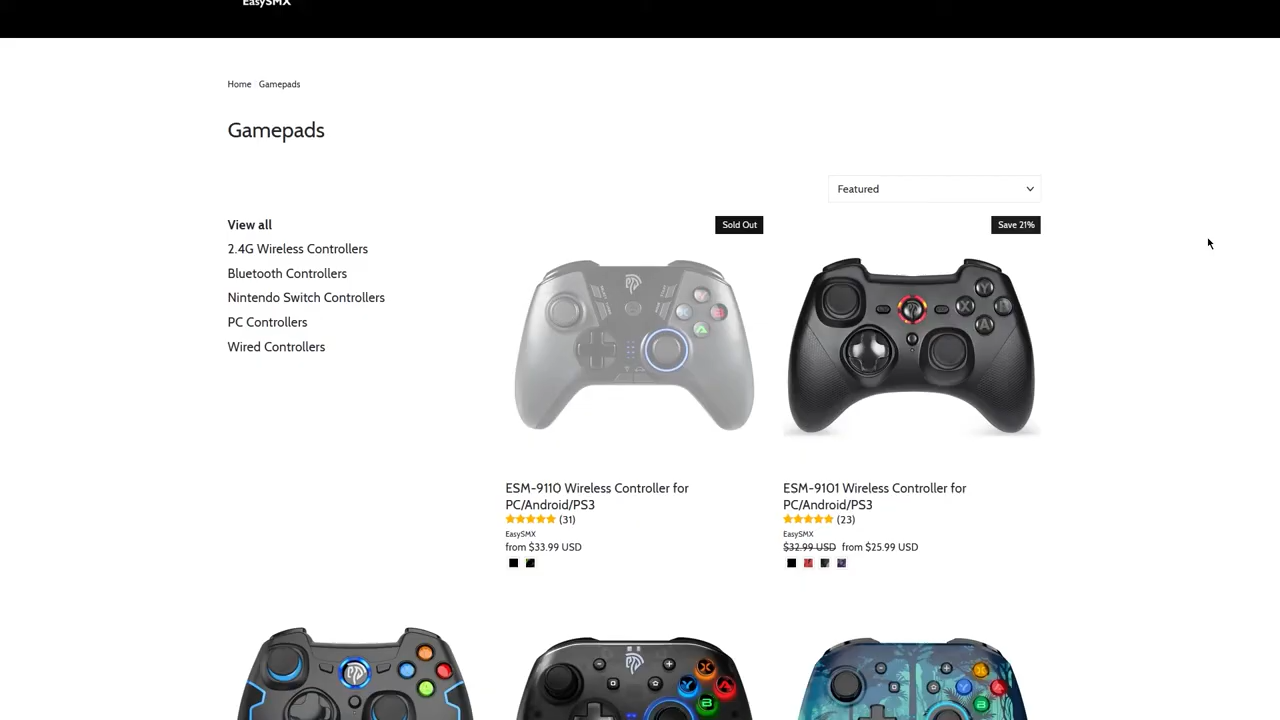 EasySMX
Home Gamepads
Gamepads
Featured
View all
2.4G Wireless Controllers
Bluetooth Controllers
Nintendo Switch Controllers
PC Controllers
Wired Controllers
Sold Out
Save 21%
Y
X
A
ESM-9110 Wireless Controller for
PC/Android/PS3
(31)
EasySMX
from $33.99 USD
ESM-9101 Wireless Controller for
PC/Android/PS3
(23)
EasySMX
$32.99 USD from $25.99 USD
X
Y
A
B